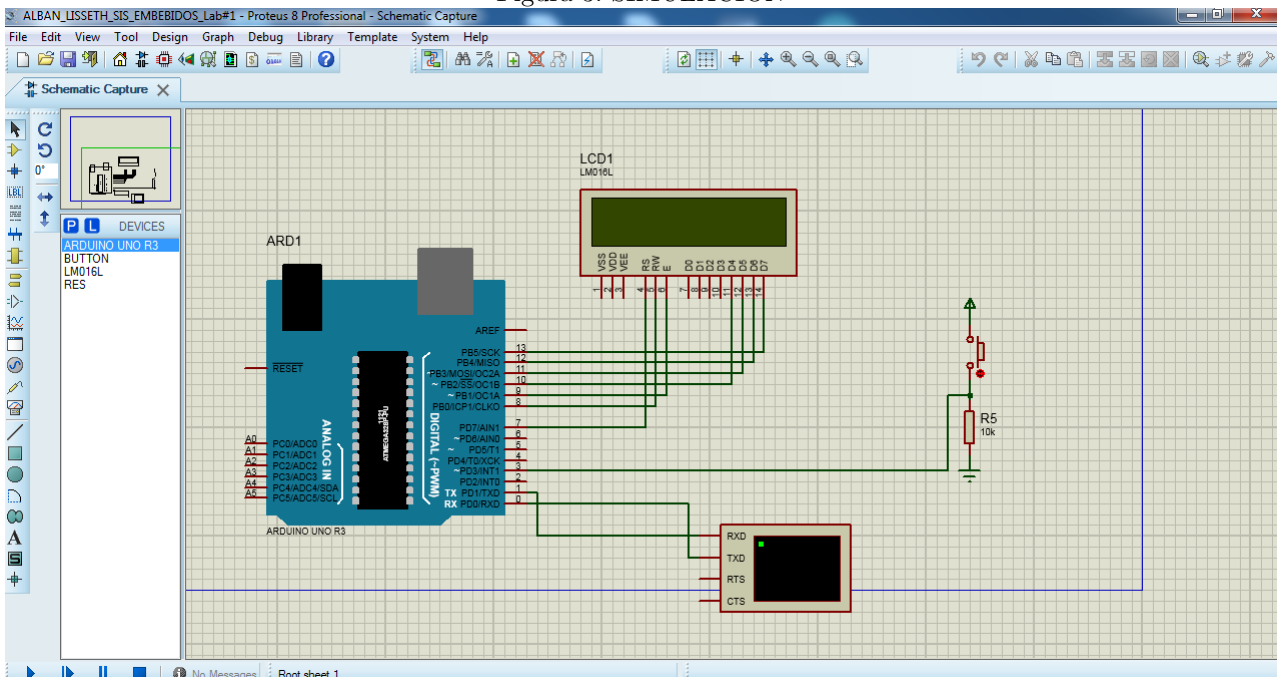 Figura 6: SIMULACION
ALBAN_LISSETH_SIS_EMBEBIDOS_Lab#1 - Proteus 8 Professional - Schematic Capture
File Edit View Tool Design Graph Debug Library Template System Help
Schematic Capture
0°
LBL
P L DEVICES
ARDUINO UNO R3
BUTTON
LM016L
RES
LCD1
LM016L
VSS VDD VEE RS RW E D0 D1 D2 D3 D4 D5 D6 D7
1 2 3 4 5 6 7 8 9 10 11 12 13 14
ARD1
AREF
RESET
PB5/SCK 13
PB4/MISO 12
~PB3/MOSI/OC2A 11
~ PB2/SS/OC1B 10
~ PB1/OC1A 9
PB0/ICP1/CLKO 8
PD7/AIN1 7
~PD6/AIN0 6
~ PD5/T1 5
PD4/T0/XCK 4
~PD3/INT1 3
PD2/INT0 2
TX PD1/TXD 1
RX PD0/RXD 0
DIGITAL (~PWM)
ANALOG IN
A0 PC0/ADC0
A1 PC1/ADC1
A2 PC2/ADC2
A3 PC3/ADC3
A4 PC4/ADC4/SDA
A5 PC5/ADC5/SCL
ARDUINO UNO R3
R5
10k
RXD
TXD
RTS
CTS
No Messages
Root sheet 1